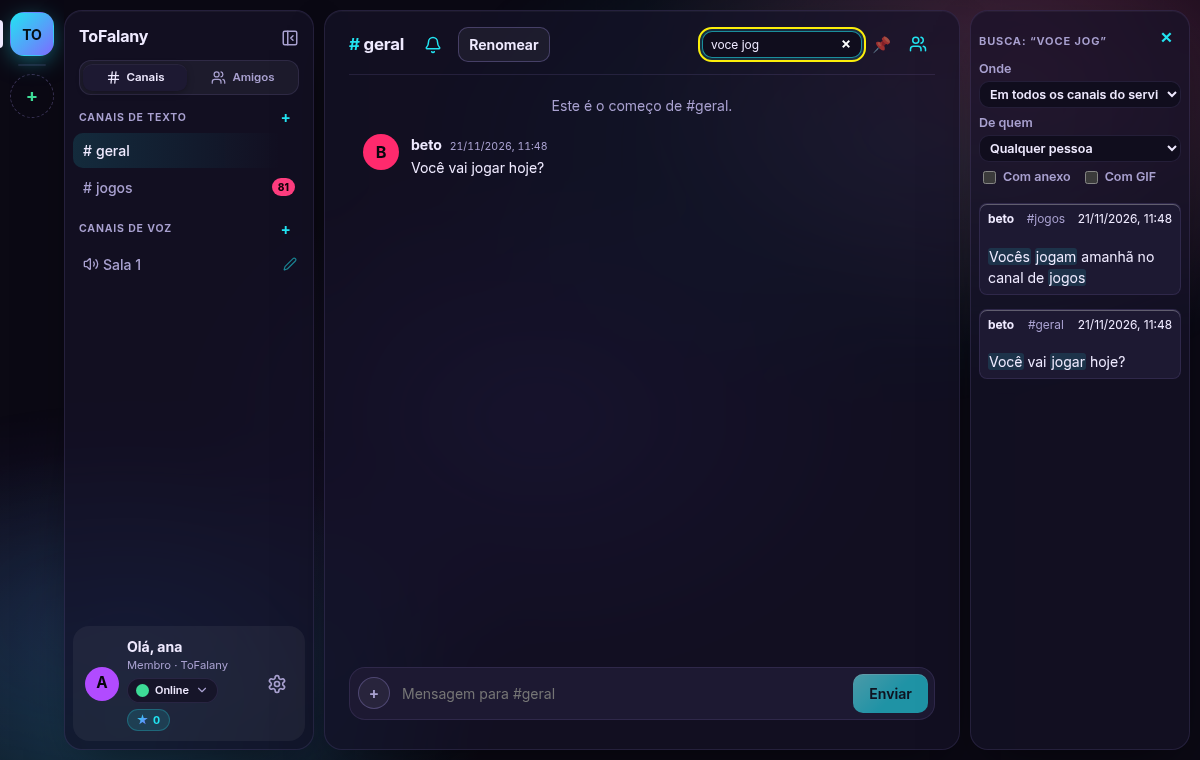 TO
+
ToFalany
Canais
Amigos
CANAIS DE TEXTO +
# geral
# jogos 81
CANAIS DE VOZ +
Sala 1
Olá, ana
Membro · ToFalany
A
Online
★ 0
# geral
Renomear
voce jog ×
Este é o começo de #geral.
B
beto 21/11/2026, 11:48
Você vai jogar hoje?
+ Mensagem para #geral
Enviar
BUSCA: “VOCE JOG” ×
Onde
Em todos os canais do servi
De quem
Qualquer pessoa
Com anexo
Com GIF
beto #jogos 21/11/2026, 11:48
Vocês jogam amanhã no
canal de jogos
beto #geral 21/11/2026, 11:48
Você vai jogar hoje?